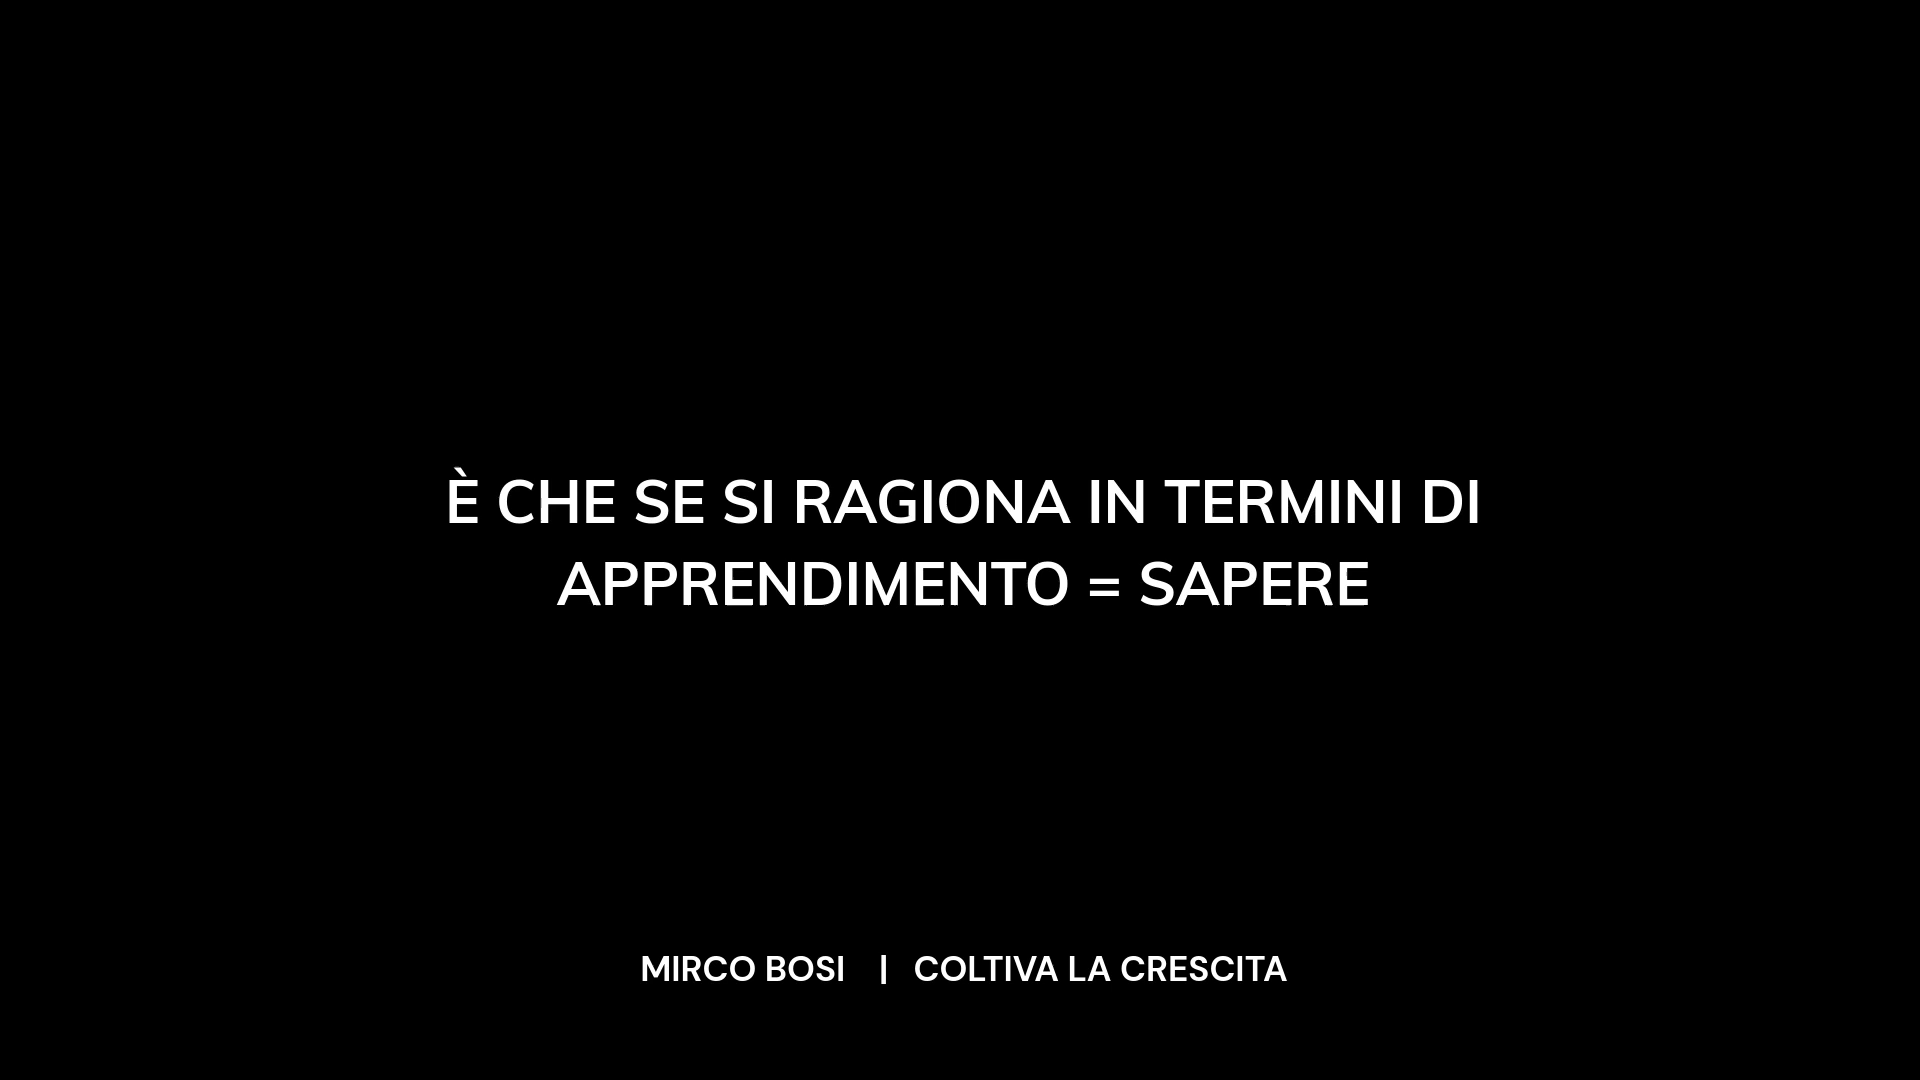 È CHE SE SI RAGIONA IN TERMINI DI
APPRENDIMENTO = SAPERE
MIRCO BOSI | COLTIVA LA CRESCITA